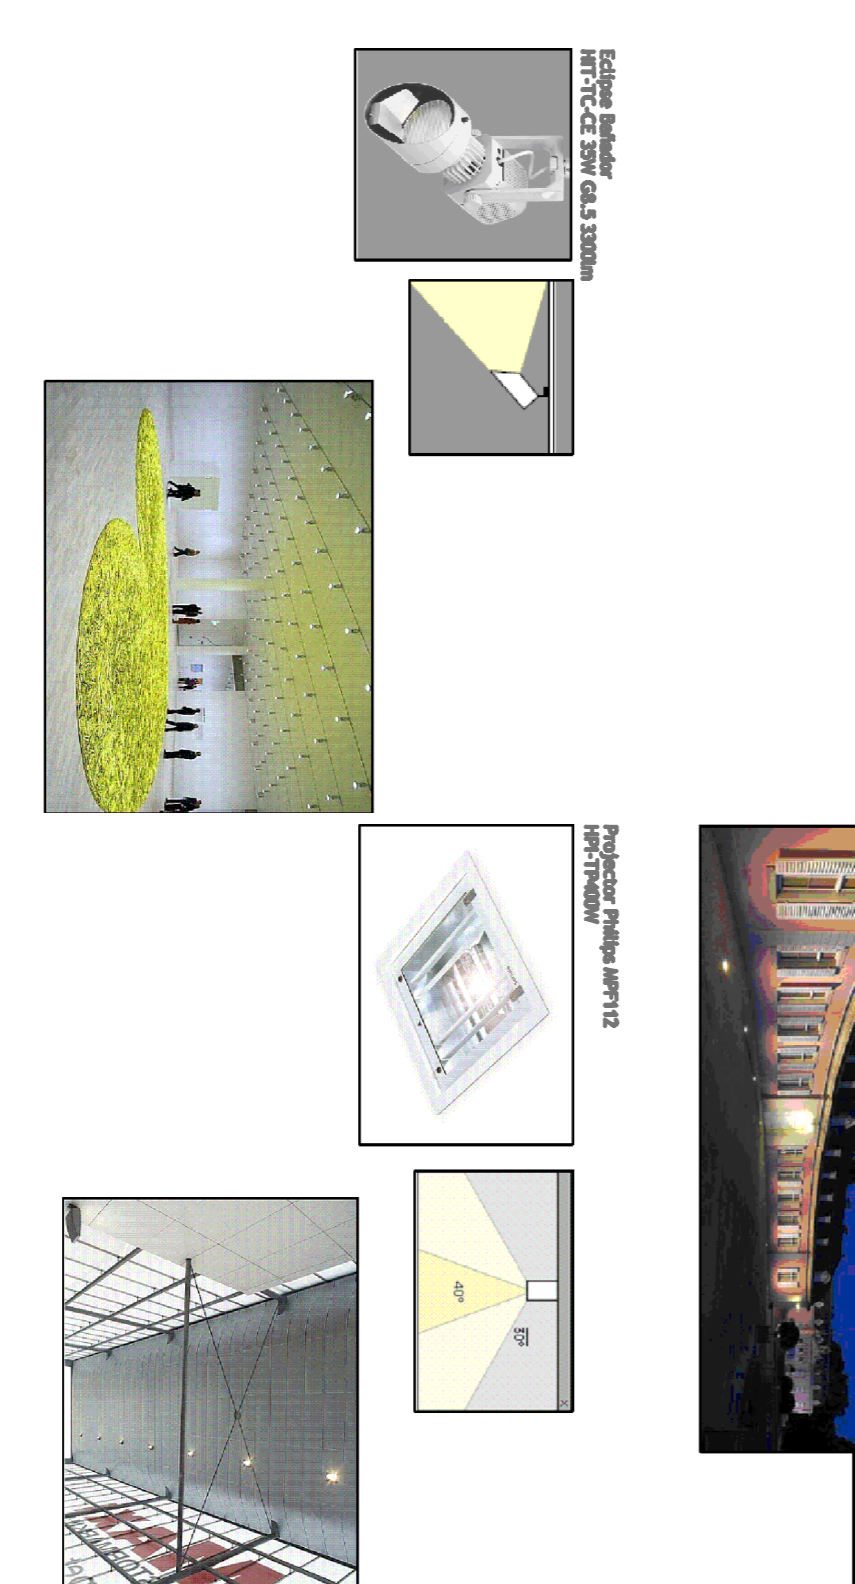 Eclipse Bañador
HIT-TC-CE 35W G8.5 3300lm
Projector Philips MPF112
HPI-TP400W
40°
30°